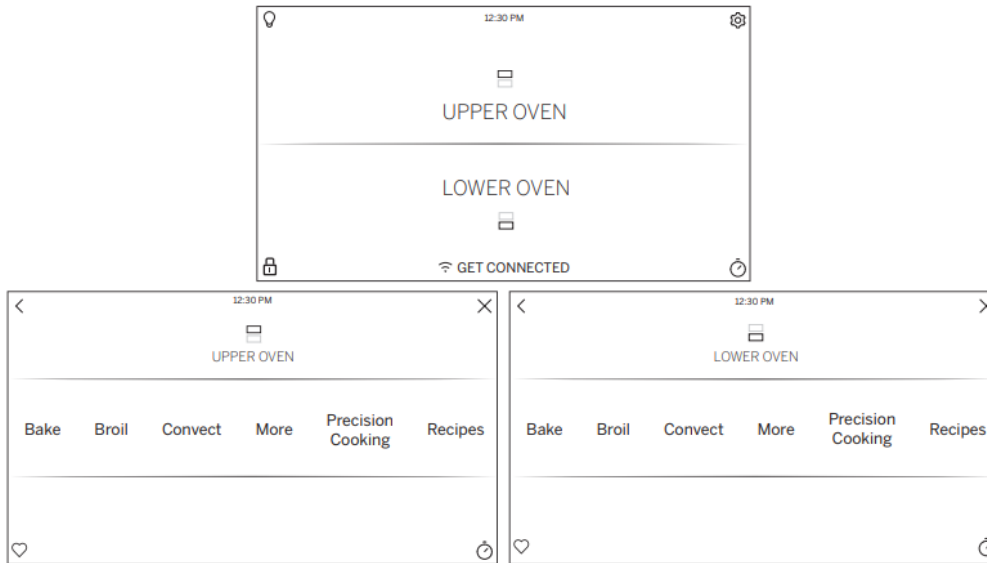 12:30 PM
UPPER OVEN
LOWER OVEN
GET CONNECTED
12:30 PM
UPPER OVEN
Bake Broil Convect More Precision Cooking Recipes
12:30 PM
LOWER OVEN
Bake Broil Convect More Precision Cooking Recipes